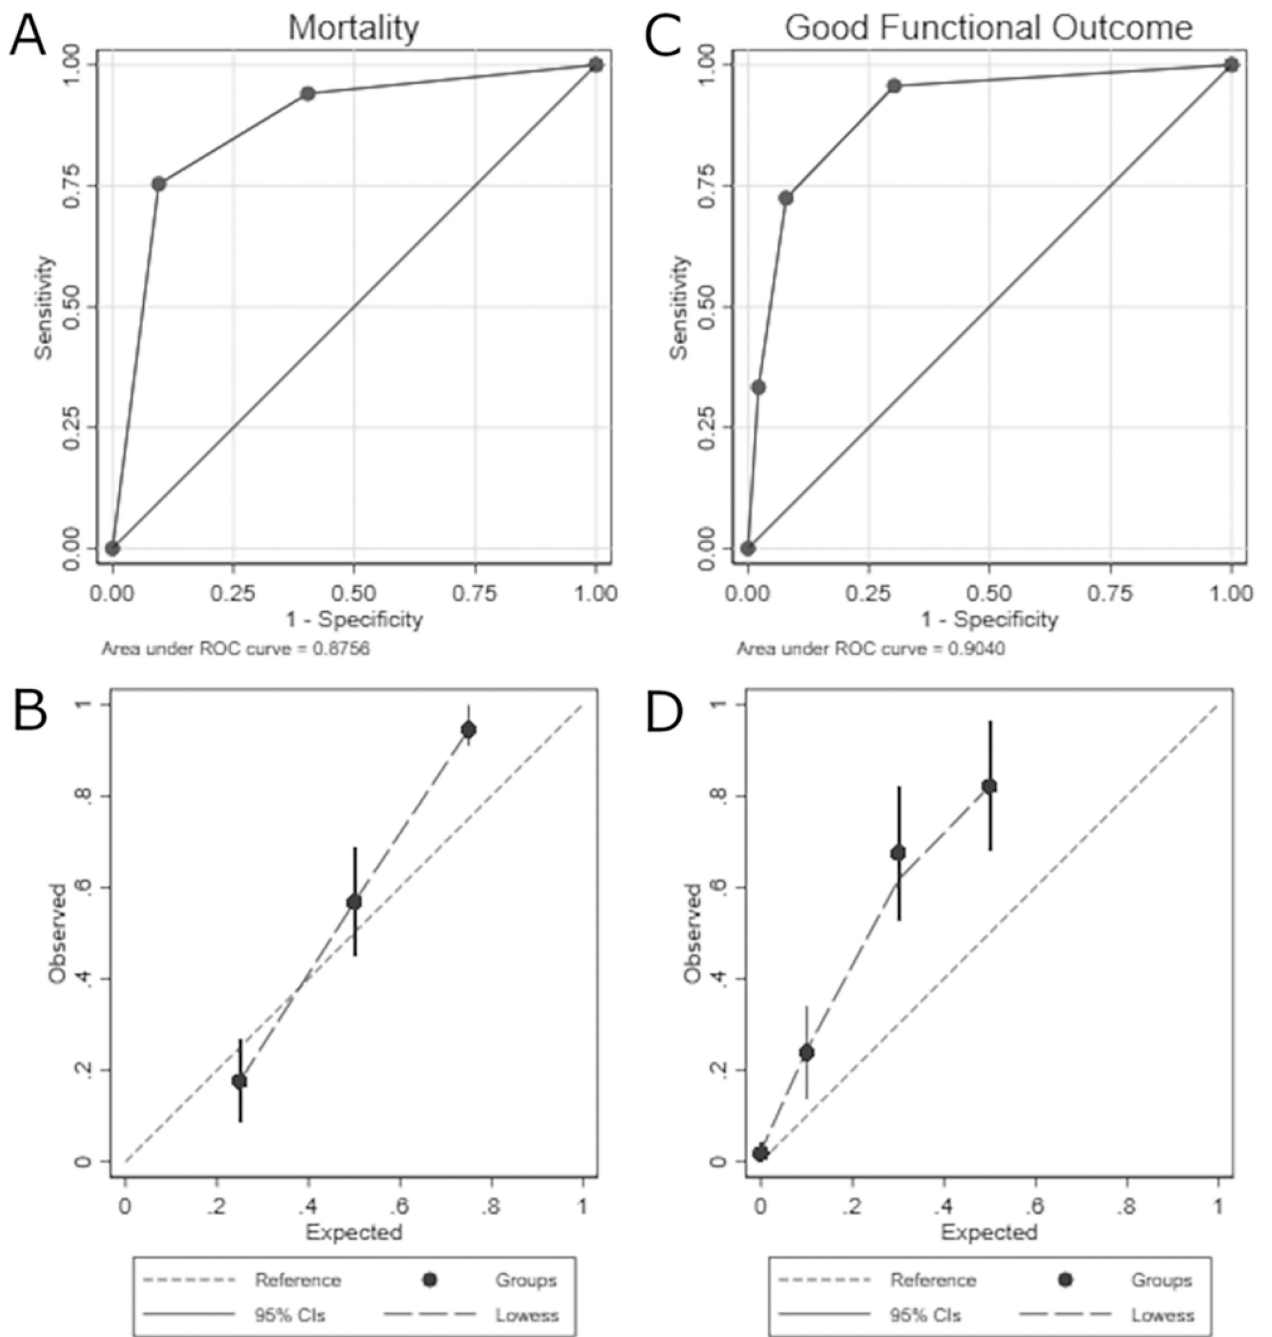 A
Mortality
1.00
0.75
0.50
0.25
0.00
Sensitivity
0.00 0.25 0.50 0.75 1.00
1 - Specificity
Area under ROC curve = 0.8756
C
Good Functional Outcome
1.00
0.75
0.50
0.25
0.00
Sensitivity
0.00 0.25 0.50 0.75 1.00
1 - Specificity
Area under ROC curve = 0.9040
B
1
.8
.6
.4
.2
0
Observed
0 .2 .4 .6 .8 1
Expected
Reference Groups
95% CIs Lowess
D
1
.8
.6
.4
.2
0
Observed
0 .2 .4 .6 .8 1
Expected
Reference Groups
95% CIs Lowess